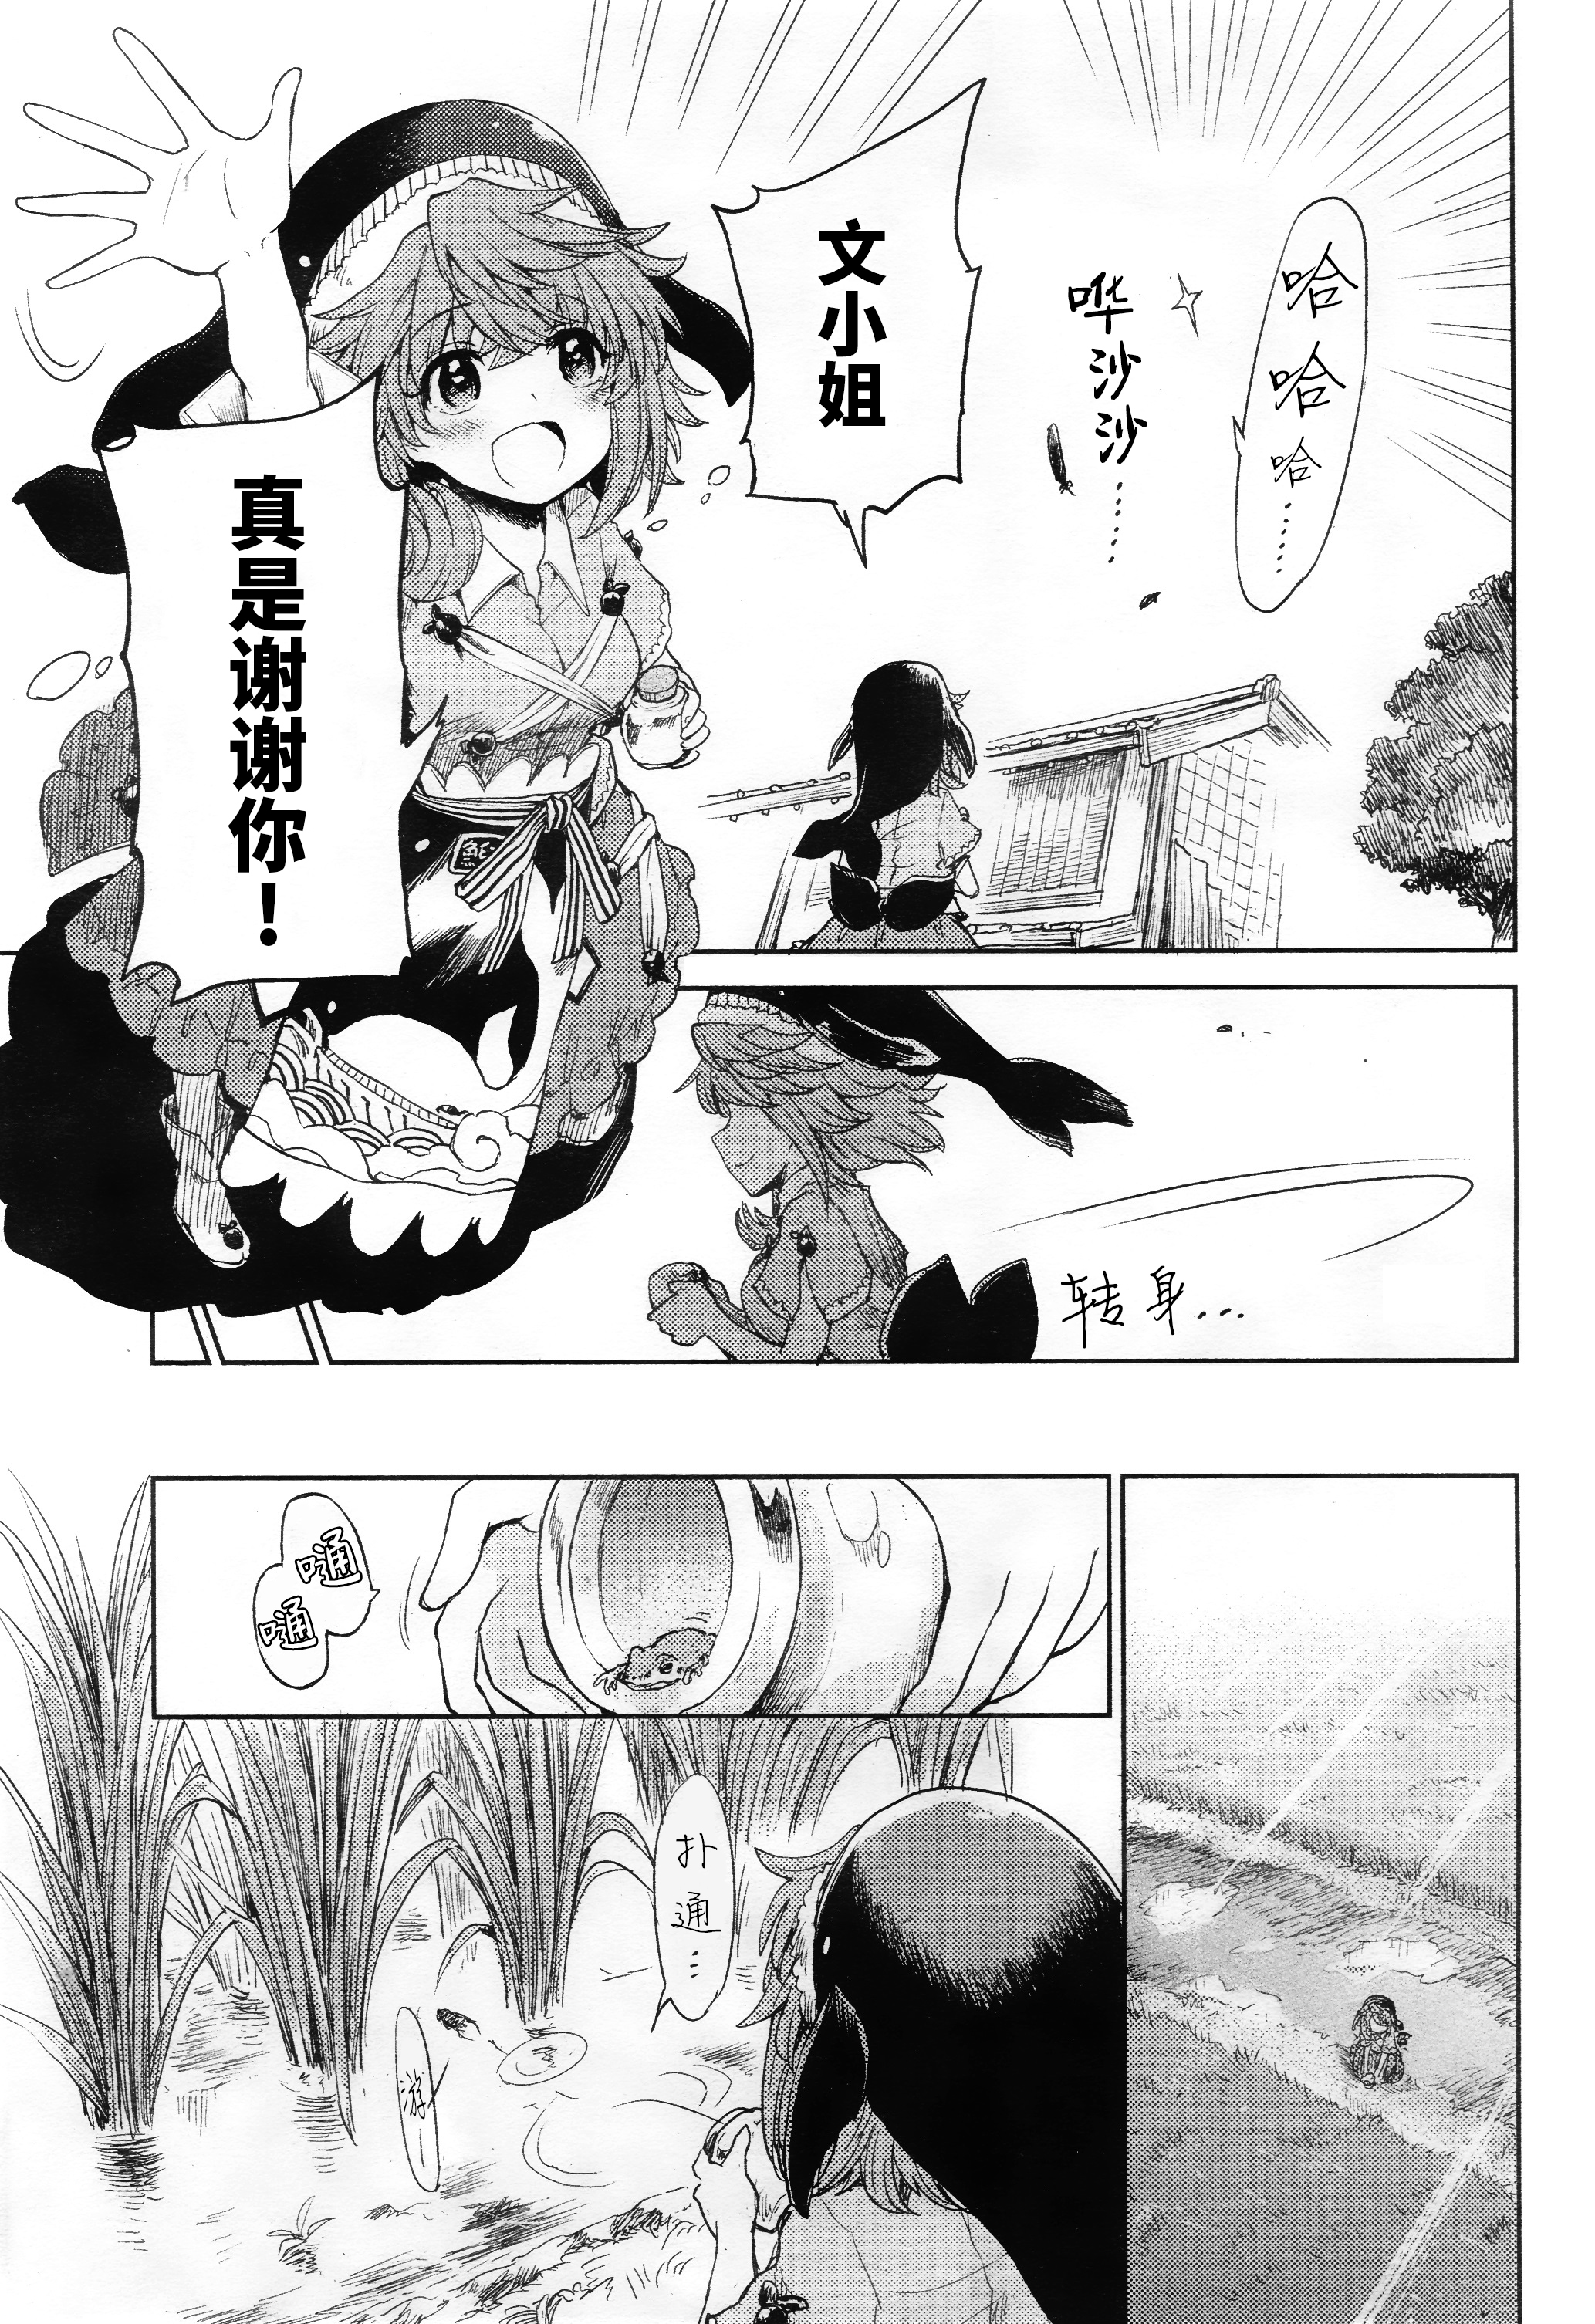 哈哈哈……
哗沙沙……
文小姐
真是谢谢你！
鯰
转身…
嗵
嗵
扑通…
游—